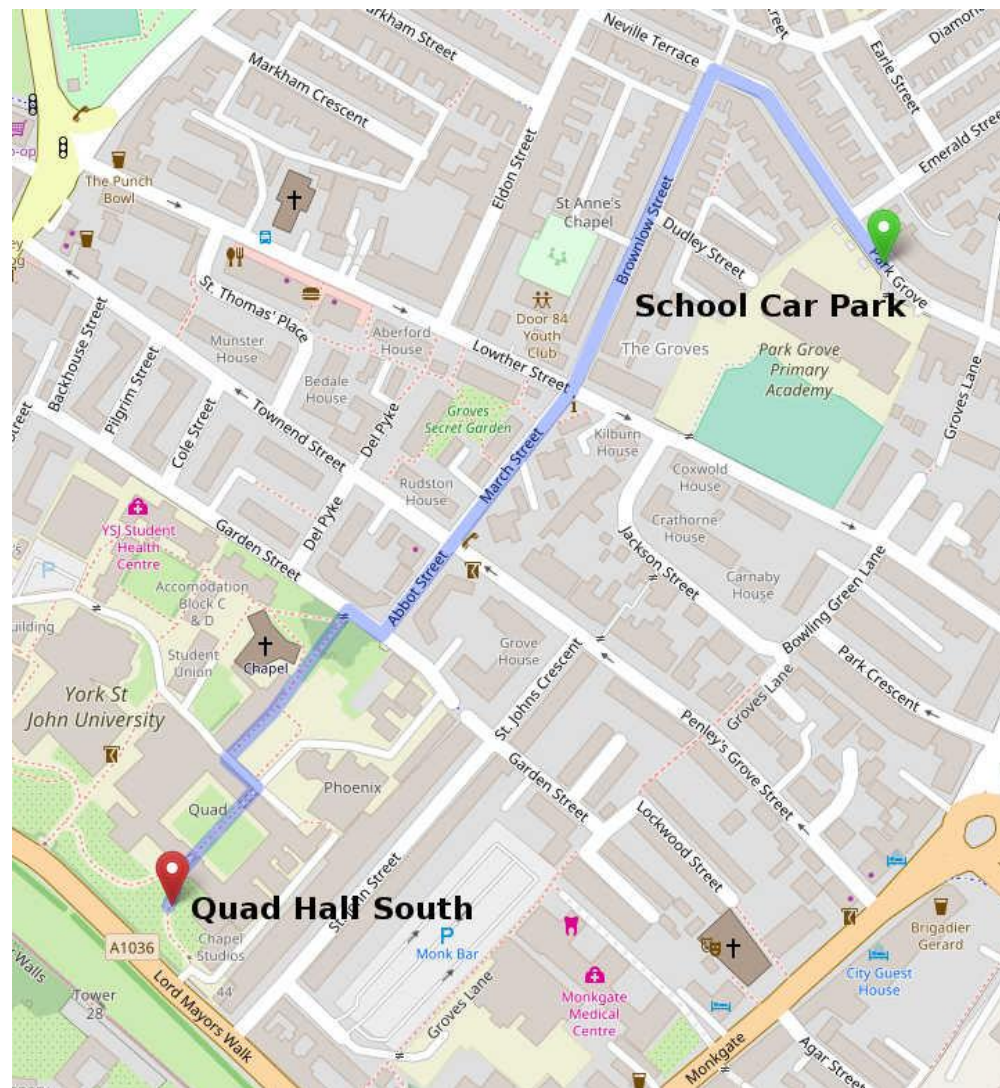 Neville Terrace
Markham Crescent
Earle Street
Emerald Street
Eldon Street
The Punch
Bowl
St Anne's
Chapel
Brownlow Street
Dudley Street
Park Grove
School Car Park
St. Thomas' Place
Munster
House
Aberford
House
Door 84
Youth
Club
The Groves
Park Grove
Primary
Academy
Lowther Street
Backhouse Street
Pilgrim Street
Bedale
House
Groves
Secret Garden
Groves Lane
Cole Street
Townend Street
Del Pyke
March Street
Kilburn
House
Coxwold
House
Rudston
House
Crathorne
House
YSJ Student
Health
Centre
P
Garden Street
Del Pyke
Jackson Street
Abbot Street
Carnaby
House
Bowling Green Lane
Accomodation
Block C
& D
Student
Union
Chapel
Grove
House
St. Johns Crescent
Park Crescent
York St
John University
Groves Lane
Penley's Grove Street
Garden Street
Phoenix
Quad
Lockwood Street
Quad Half South
P
Monk Bar
A1036
Chapel
Studios
44
Lord Mayors Walk
Tower
28
Groves Lane
Monkgate
Medical
Centre
Brigadier
Gerard
City Guest
House
Monkgate
Agar Street